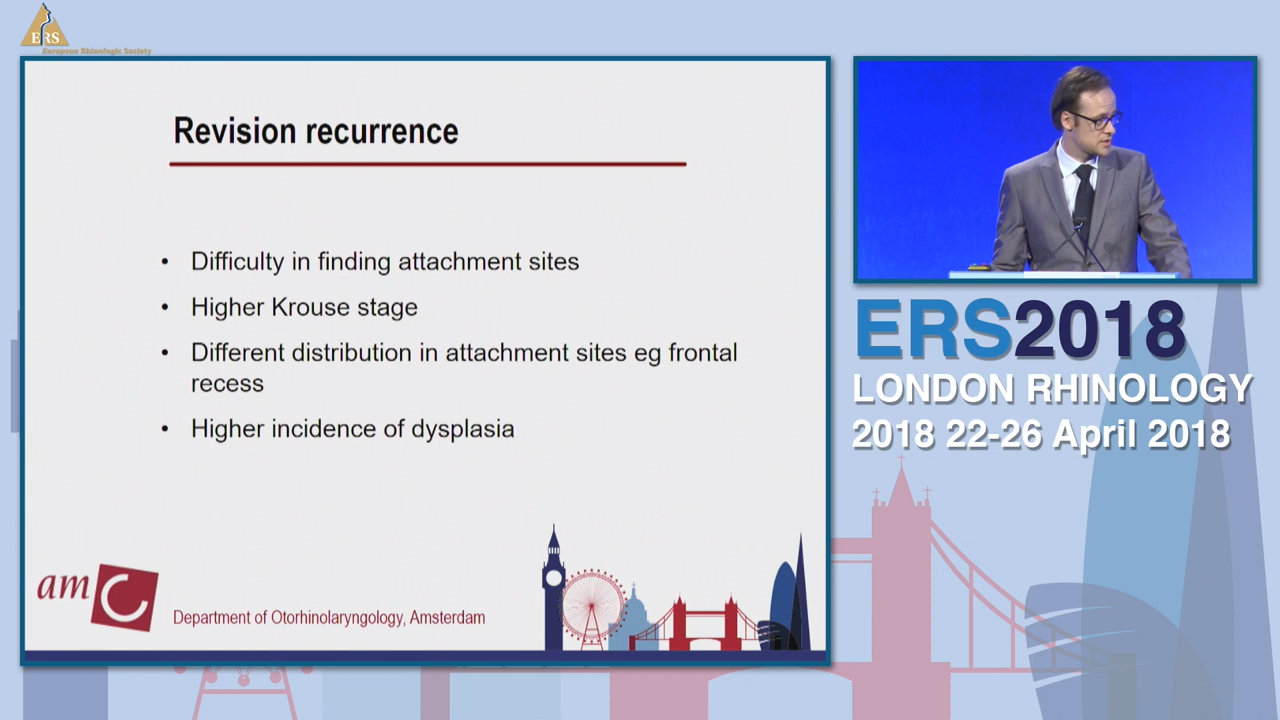 ERS
European Rhinologic Society
Revision recurrence
• Difficulty in finding attachment sites
• Higher Krouse stage
• Different distribution in attachment sites eg frontal
recess
• Higher incidence of dysplasia
amC
Department of Otorhinolaryngology, Amsterdam
ERS2018
LONDON RHINOLOGY
2018 22-26 April 2018